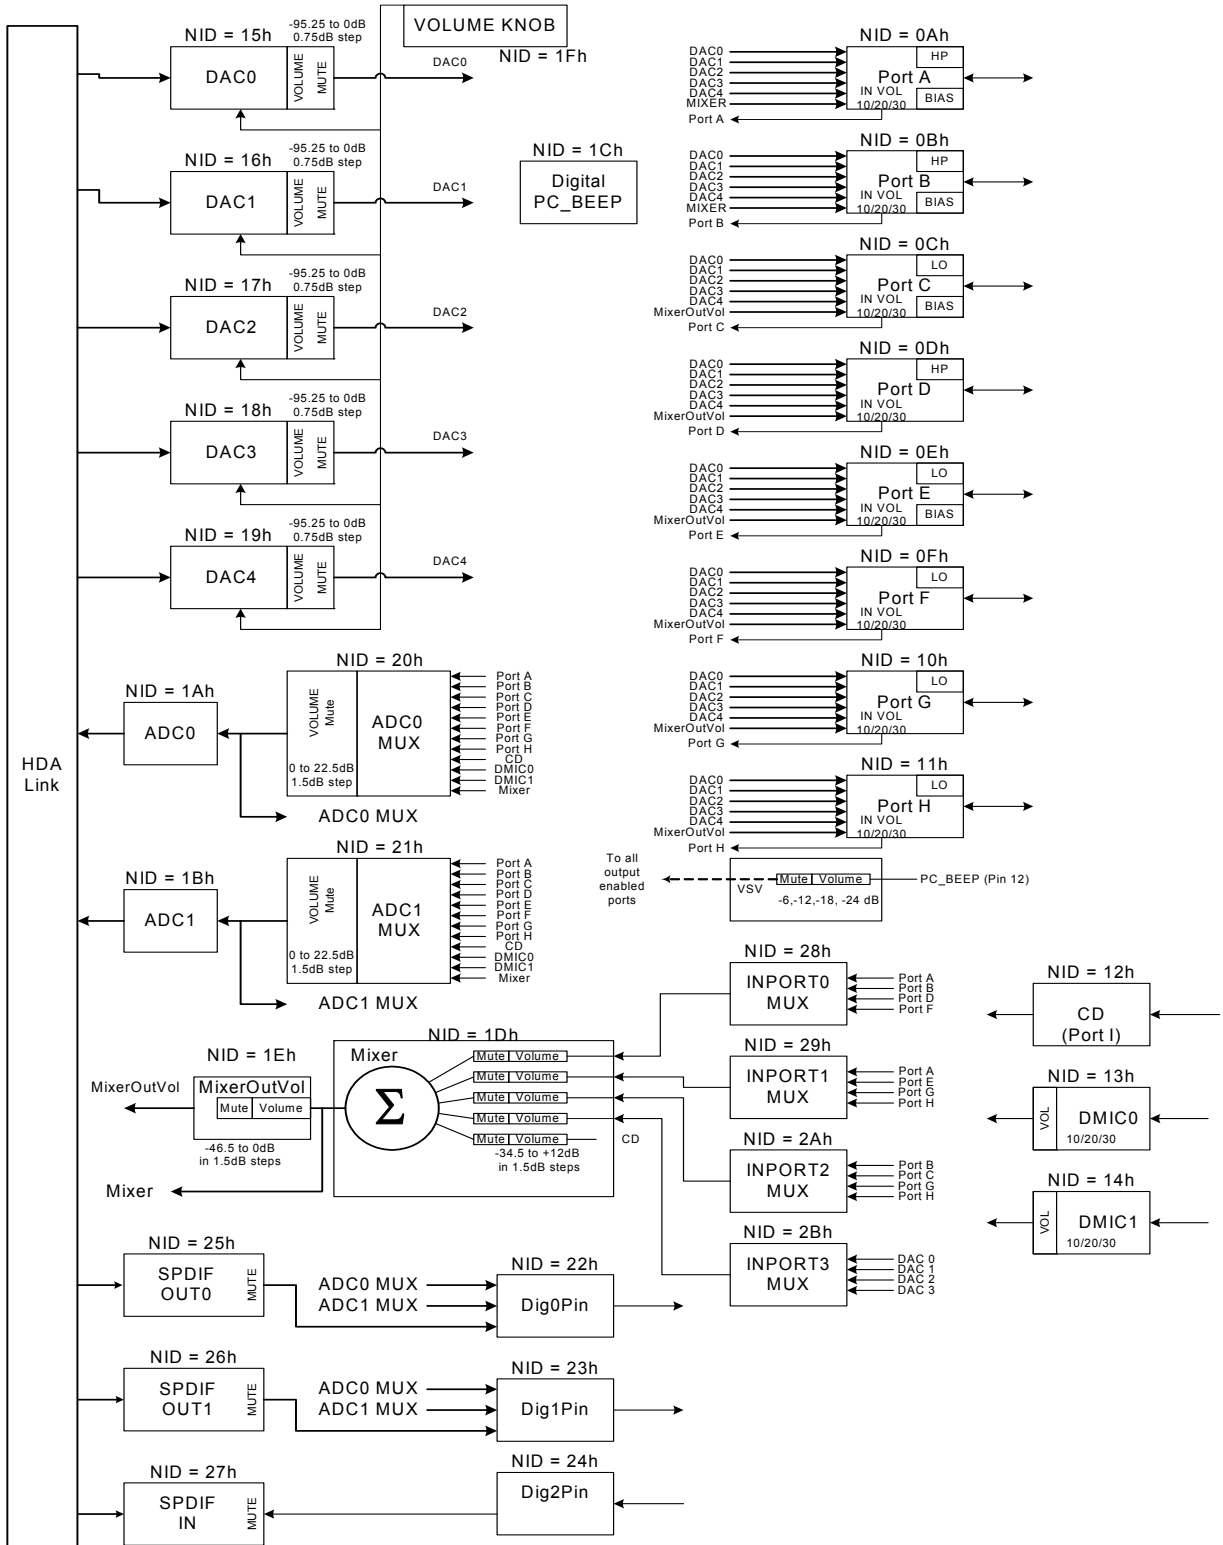 HDA
Link
VOLUME KNOB
NID = 1Fh
NID = 15h
-95.25 to 0dB
0.75dB step
DAC0
VOLUME
MUTE
DAC0
NID = 16h
-95.25 to 0dB
0.75dB step
DAC1
VOLUME
MUTE
DAC1
NID = 17h
-95.25 to 0dB
0.75dB step
DAC2
VOLUME
MUTE
DAC2
NID = 18h
-95.25 to 0dB
0.75dB step
DAC3
VOLUME
MUTE
DAC3
NID = 19h
-95.25 to 0dB
0.75dB step
DAC4
VOLUME
MUTE
DAC4
NID = 1Ch
Digital
PC_BEEP
NID = 0Ah
DAC0
DAC1
DAC2
DAC3
DAC4
MIXER
Port A
HP
Port A
IN VOL
10/20/30
BIAS
NID = 0Bh
DAC0
DAC1
DAC2
DAC3
DAC4
MIXER
Port B
HP
Port B
IN VOL
10/20/30
BIAS
NID = 0Ch
DAC0
DAC1
DAC2
DAC3
DAC4
MixerOutVol
Port C
LO
Port C
IN VOL
10/20/30
BIAS
NID = 0Dh
DAC0
DAC1
DAC2
DAC3
DAC4
MixerOutVol
Port D
HP
Port D
IN VOL
10/20/30
NID = 0Eh
DAC0
DAC1
DAC2
DAC3
DAC4
MixerOutVol
Port E
LO
Port E
IN VOL
10/20/30
BIAS
NID = 0Fh
DAC0
DAC1
DAC2
DAC3
DAC4
MixerOutVol
Port F
LO
Port F
IN VOL
10/20/30
NID = 10h
DAC0
DAC1
DAC2
DAC3
DAC4
MixerOutVol
Port G
LO
Port G
IN VOL
10/20/30
NID = 11h
DAC0
DAC1
DAC2
DAC3
DAC4
MixerOutVol
Port H
LO
Port H
IN VOL
10/20/30
NID = 1Ah
ADC0
NID = 20h
VOLUME
Mute
0 to 22.5dB
1.5dB step
ADC0
MUX
Port A
Port B
Port C
Port D
Port E
Port F
Port G
Port H
CD
DMIC0
DMIC1
Mixer
ADC0 MUX
NID = 1Bh
ADC1
NID = 21h
VOLUME
Mute
0 to 22.5dB
1.5dB step
ADC1
MUX
Port A
Port B
Port C
Port D
Port E
Port F
Port G
Port H
CD
DMIC0
DMIC1
Mixer
ADC1 MUX
To all
output
enabled
ports
VSV
Mute Volume
-6,-12,-18, -24 dB
PC_BEEP (Pin 12)
NID = 1Dh
Mixer
Σ
Mute Volume
Mute Volume
Mute Volume
Mute Volume
Mute Volume
CD
-34.5 to +12dB
in 1.5dB steps
NID = 1Eh
MixerOutVol
MixerOutVol
Mute Volume
-46.5 to 0dB
in 1.5dB steps
Mixer
NID = 28h
INPORT0
MUX
Port A
Port B
Port D
Port F
NID = 29h
INPORT1
MUX
Port A
Port E
Port G
Port H
NID = 2Ah
INPORT2
MUX
Port B
Port C
Port G
Port H
NID = 2Bh
INPORT3
MUX
DAC 0
DAC 1
DAC 2
DAC 3
NID = 12h
CD
(Port I)
NID = 13h
VOL
DMIC0
10/20/30
NID = 14h
VOL
DMIC1
10/20/30
NID = 25h
SPDIF
OUT0
MUTE
ADC0 MUX
ADC1 MUX
NID = 22h
Dig0Pin
NID = 26h
SPDIF
OUT1
MUTE
ADC0 MUX
ADC1 MUX
NID = 23h
Dig1Pin
NID = 27h
SPDIF
IN
MUTE
NID = 24h
Dig2Pin